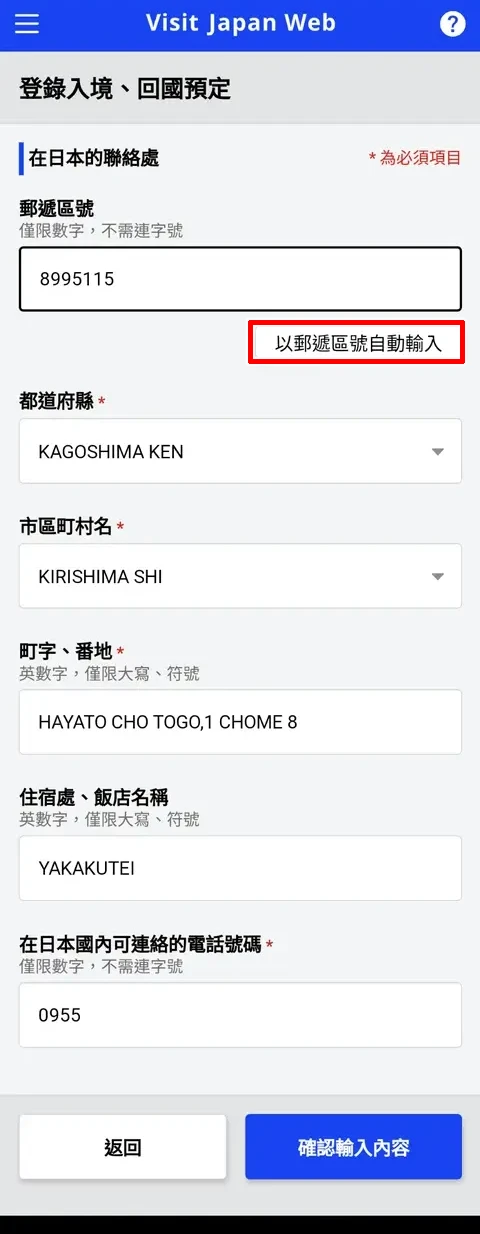 Visit Japan Web
?
登錄入境、回國預定
在日本的聯絡處
* 為必須項目
郵遞區號
僅限數字，不需連字號
8995115
以郵遞區號自動輸入
都道府縣 *
KAGOSHIMA KEN
市區町村名 *
KIRISHIMA SHI
町字、番地 *
英數字，僅限大寫、符號
HAYATO CHO TOGO,1 CHOME 8
住宿處、飯店名稱
英數字，僅限大寫、符號
YAKAKUTEI
在日本國內可連絡的電話號碼 *
僅限數字，不需連字號
0955
返回
確認輸入內容